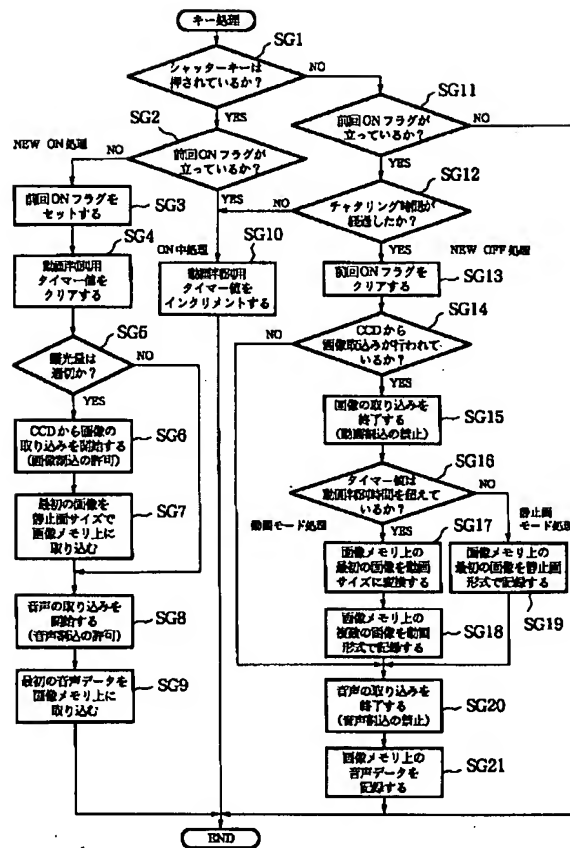 キー処理
SG1
シャッターキーは
押されているか？
NO
YES
SG2
前回ONフラグが
立っているか？
NO
YES
NEW ON処理
前回ONフラグを
セットする
SG3
SG4
動画判別用
タイマー値を
クリアする
SG5
露光量は
適切か？
NO
YES
CCDから画像の
取り込みを開始する
(画像割込の許可)
SG6
最初の画像を
静止画サイズで
画像メモリ上に
取り込む
SG7
音声の取り込みを
開始する
(音声割込の許可)
SG8
最初の音声データを
画像メモリ上に
取り込む
SG9
ON中処理
SG10
動画判別用
タイマー値を
インクリメントする
SG11
前回ONフラグが
立っているか？
NO
YES
SG12
チャタリング時間が
経過したか？
NO
YES
NEW OFF処理
前回ONフラグを
クリアする
SG13
SG14
CCDから
画像取込みが行われて
いるか？
NO
YES
画像の取り込みを
終了する
(動画割込の禁止)
SG15
SG16
タイマー値は
動画判別時間を超えて
いるか？
NO
YES
動画モード処理
SG17
画像メモリ上の
最初の画像を動画
サイズに変換する
画像メモリ上の
複数の画像を動画
形式で記録する
SG18
静止画
モード処理
画像メモリ上の
最初の画像を静止画
形式で記録する
SG19
音声の取り込みを
終了する
(音声割込の禁止)
SG20
画像メモリ上の
音声データを
記録する
SG21
END